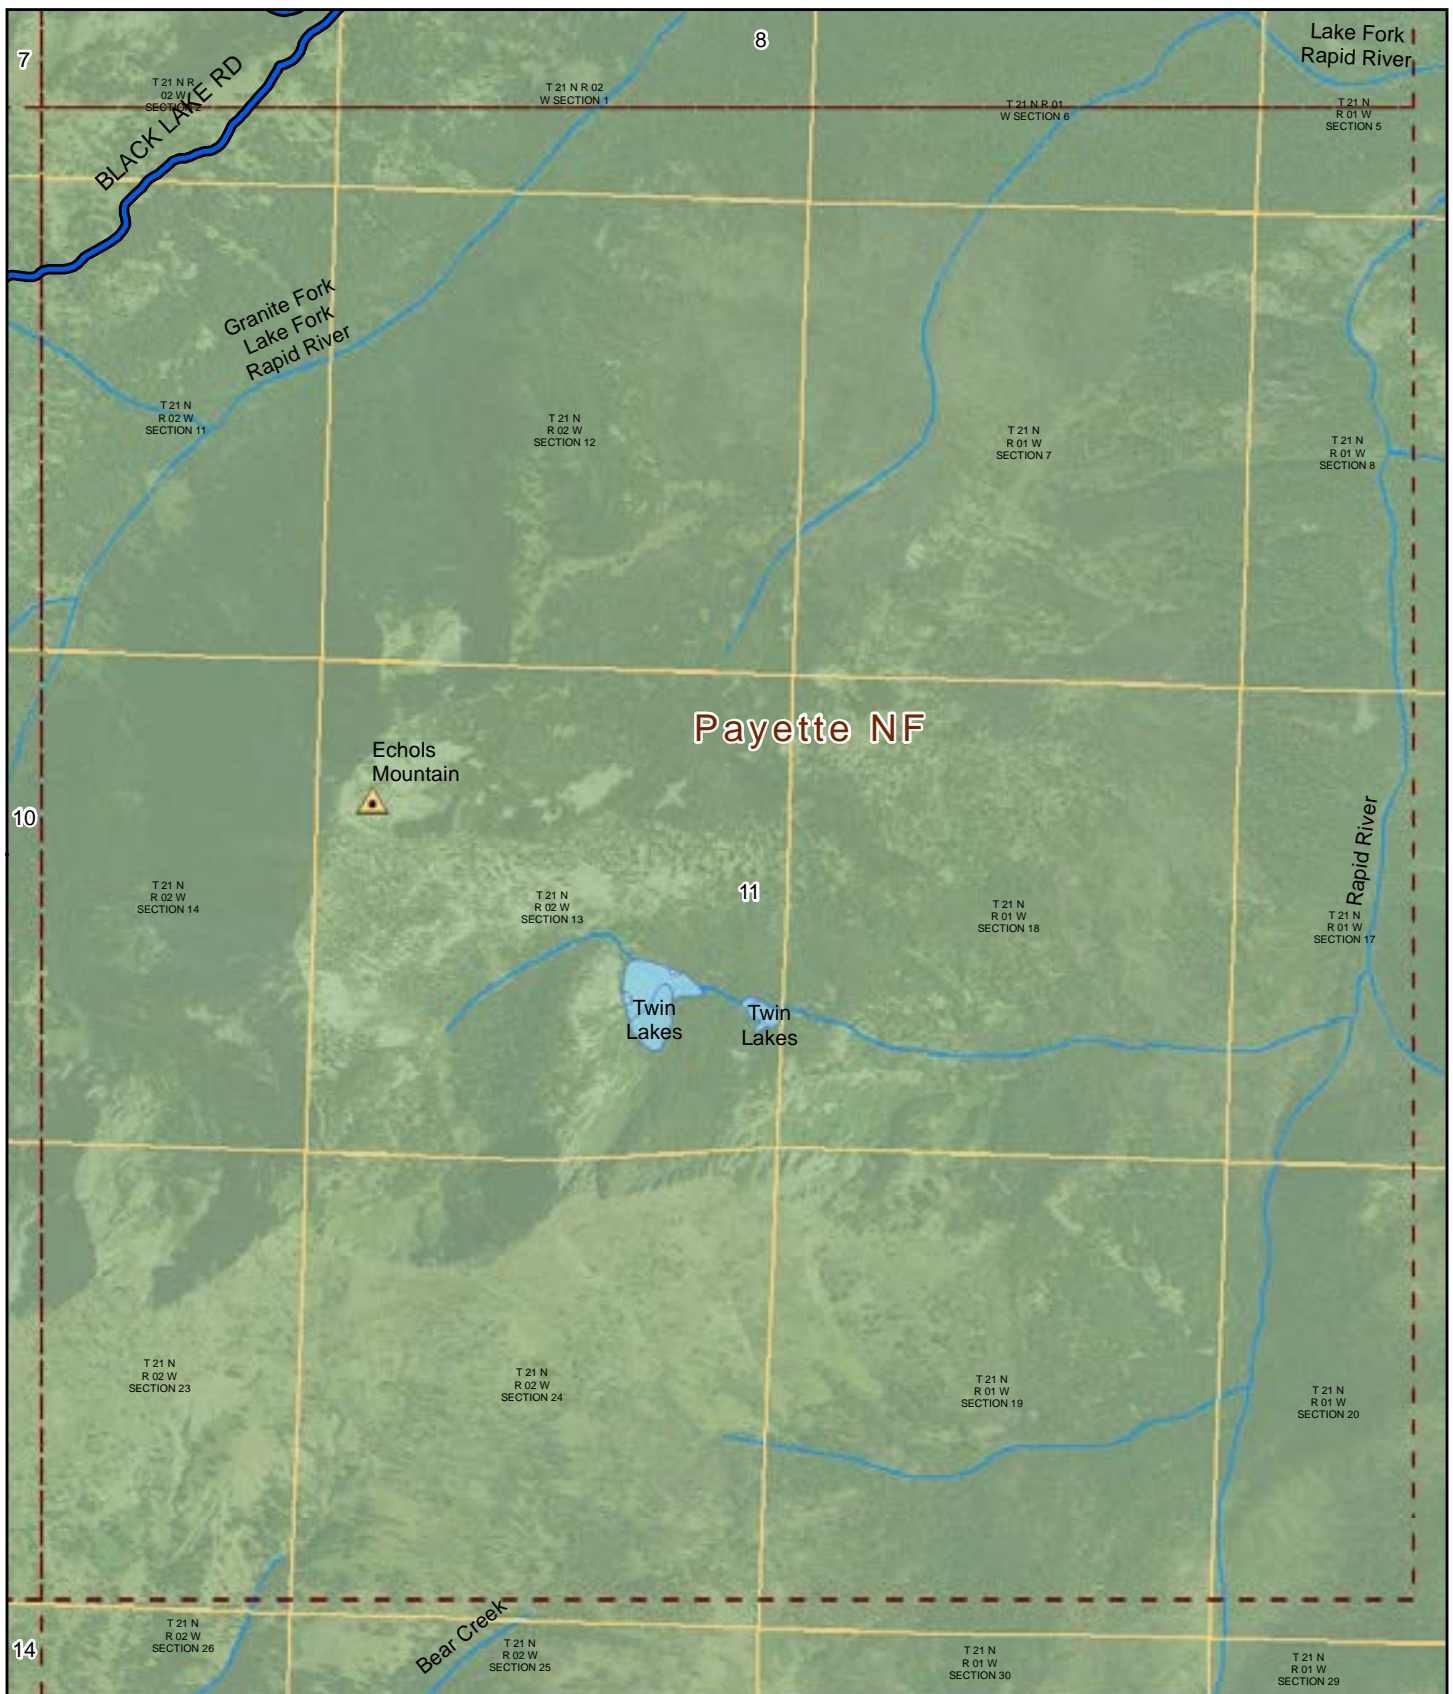 7
8
Lake Fork
Rapid River
T 21 N R
02 W
SECTION 2
BLACK LAKE RD
T 21 N R 02
W SECTION 1
T 21 N R 01
W SECTION 6
T 21 N
R 01 W
SECTION 5
Granite Fork
Lake Fork
Rapid River
T 21 N
R 02 W
SECTION 11
T 21 N
R 02 W
SECTION 12
T 21 N
R 01 W
SECTION 7
T 21 N
R 01 W
SECTION 8
Payette NF
Echols
Mountain
10
Rapid River
T 21 N
R 02 W
SECTION 14
T 21 N
R 02 W
SECTION 13
11
T 21 N
R 01 W
SECTION 18
T 21 N
R 01 W
SECTION 17
Twin
Lakes
Twin
Lakes
T 21 N
R 02 W
SECTION 23
T 21 N
R 02 W
SECTION 24
T 21 N
R 01 W
SECTION 19
T 21 N
R 01 W
SECTION 20
14
T 21 N
R 02 W
SECTION 26
Bear Creek
T 21 N
R 02 W
SECTION 25
T 21 N
R 01 W
SECTION 30
T 21 N
R 01 W
SECTION 29